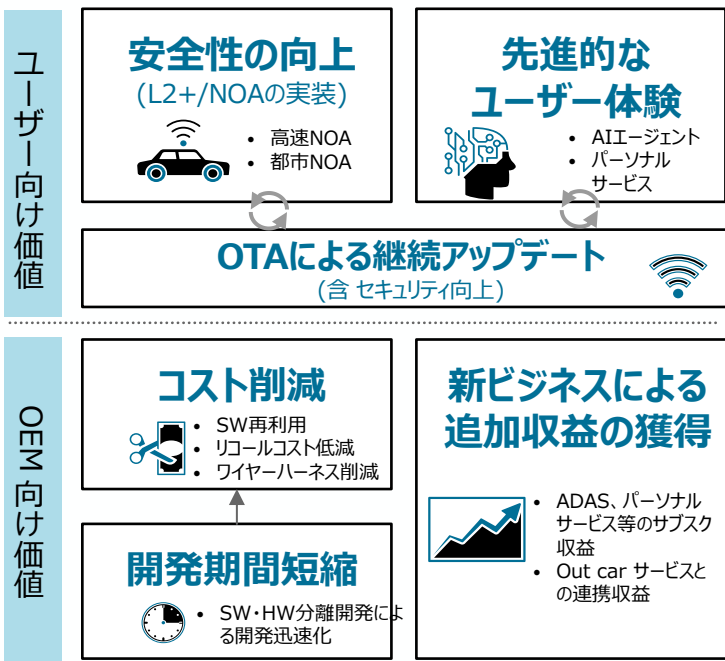 ユーザー向け価値
安全性の向上
(L2+/NOAの実装)
• 高速NOA
• 都市NOA
先進的な
ユーザー体験
• AIエージェント
• パーソナル
サービス
OTAによる継続アップデート
(含 セキュリティ向上)
OEM 向け価値
コスト削減
• SW再利用
• リコールコスト低減
• ワイヤーハーネス削減
開発期間短縮
• SW・HW分離開発によ
る開発迅速化
新ビジネスによる
追加収益の獲得
• ADAS、パーソナル
サービス等のサブスク
収益
• Out car サービスと
の連携収益